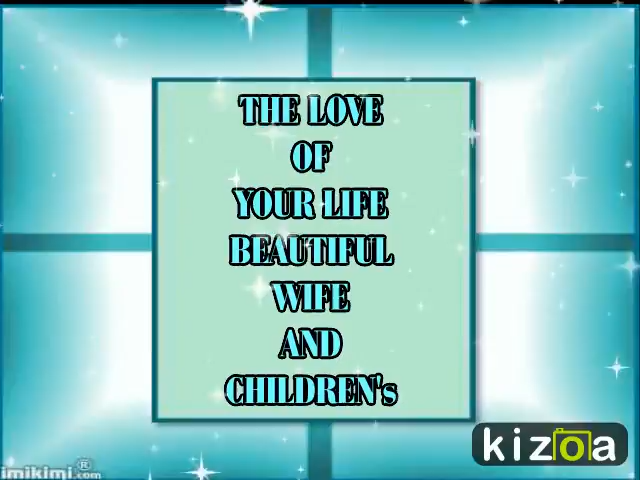 THE LOVE
OF
YOUR LIFE
BEAUTIFUL
WIFE
AND
CHILDREN's
kizoa
imikimi.com®